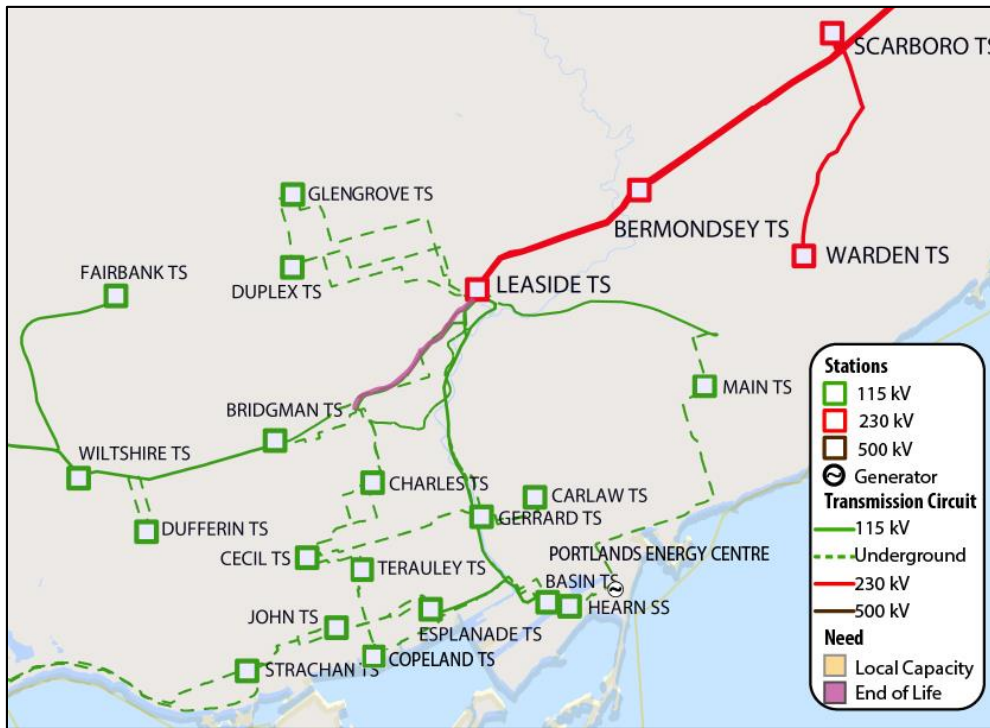 SCARBORO TS
GLENGROVE TS
BERMONDSEY TS
WARDEN TS
FAIRBANK TS
DUPLEX TS
LEASIDE TS
MAIN TS
BRIDGMAN TS
WILTSHIRE TS
CHARLES TS
CARLAW TS
DUFFERIN TS
GERRARD TS
CECIL TS
PORTLANDS ENERGY CENTRE
TERAULEY TS
BASIN TS
HEARN SS
JOHN TS
ESPLANADE TS
COPELAND TS
STRACHAN TS
Stations
115 kV
230 kV
500 kV
Generator
Transmission Circuit
115 kV
Underground
230 kV
500 kV
Need
Local Capacity
End of Life